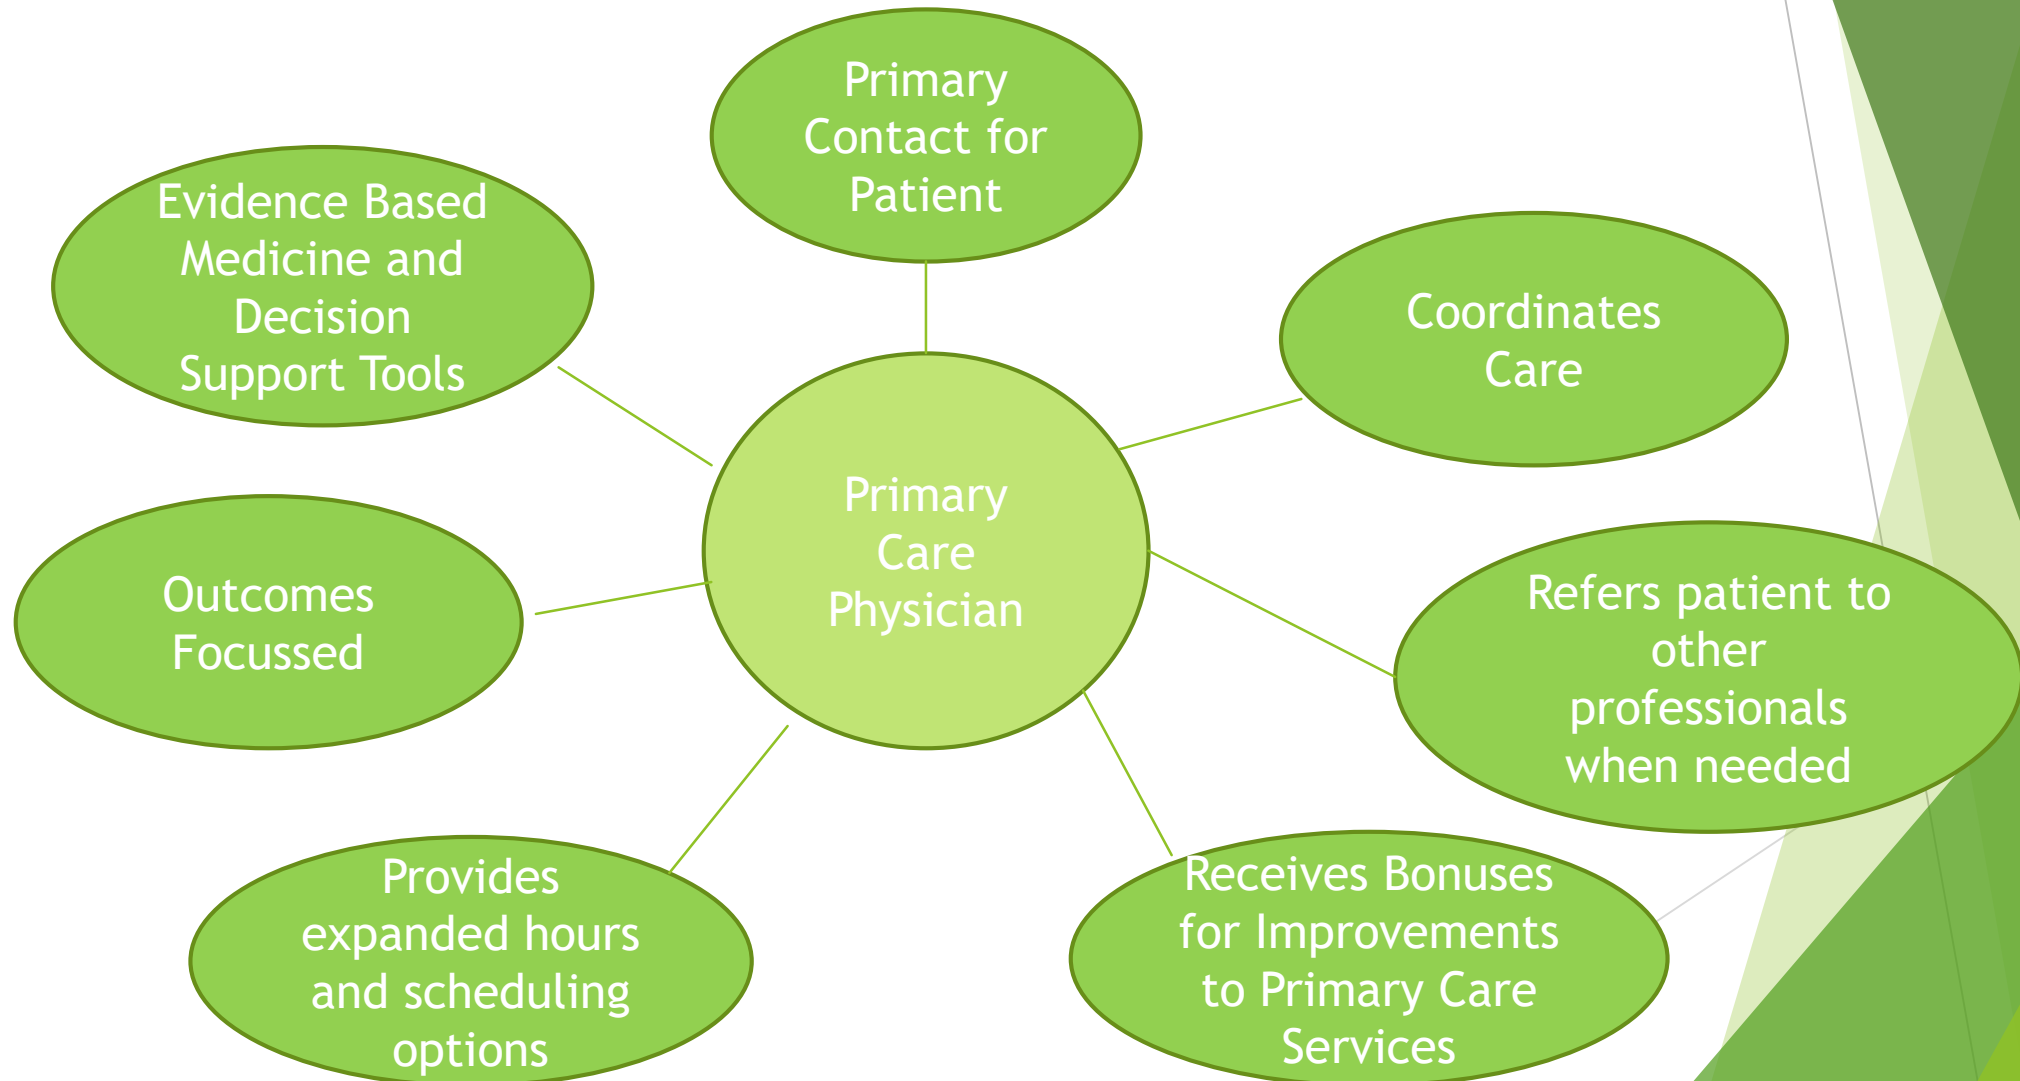 Primary
Contact for
Patient
Evidence Based
Medicine and
Decision
Support Tools
Coordinates
Care
Primary
Care
Physician
Outcomes
Focussed
Refers patient to
other
professionals
when needed
Provides
expanded hours
and scheduling
options
Receives Bonuses
for Improvements
to Primary Care
Services